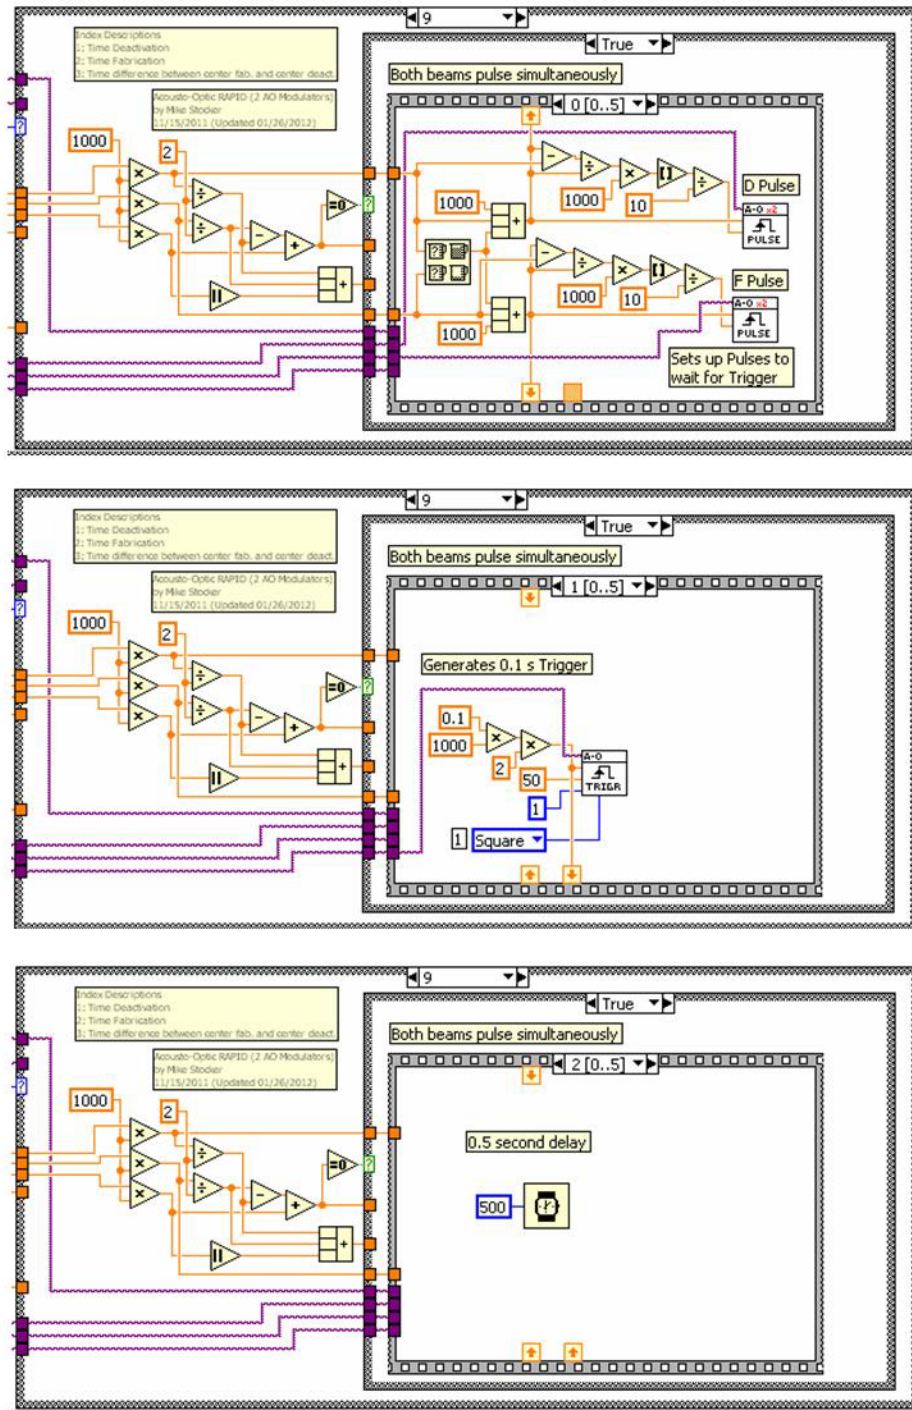 9
Index Descriptions
1: Time Deactivation
2: Time Fabrication
3: Time difference between center fab. and center deact.
True
Both beams pulse simultaneously
Acousto-Optic RAPID (2 AO Modulators)
by Mike Stocker
11/15/2011 (Updated 01/26/2012)
0 [0..5]
1000
2
=0
?
?
1000
1000
10
D Pulse
A-O x2
PULSE
1000
10
F Pulse
1000
A-O x2
PULSE
Sets up Pulses to
wait for Trigger
9
Index Descriptions
1: Time Deactivation
2: Time Fabrication
3: Time difference between center fab. and center deact.
True
Both beams pulse simultaneously
Acousto-Optic RAPID (2 AO Modulators)
by Mike Stocker
11/15/2011 (Updated 01/26/2012)
1 [0..5]
?
1000
2
=0
?
Generates 0.1 s Trigger
0.1
1000
2
50
1
A-O
TRIGR
1
Square
9
Index Descriptions
1: Time Deactivation
2: Time Fabrication
3: Time difference between center fab. and center deact.
True
Both beams pulse simultaneously
Acousto-Optic RAPID (2 AO Modulators)
by Mike Stocker
11/15/2011 (Updated 01/26/2012)
2 [0..5]
?
1000
2
=0
?
0.5 second delay
500